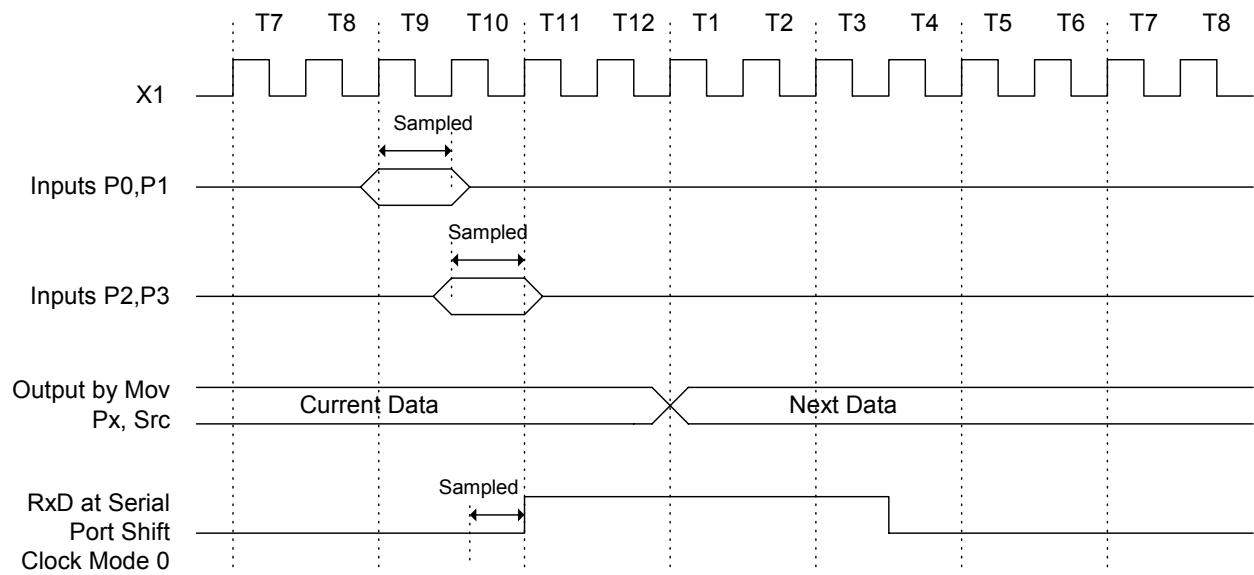 T7 T8 T9 T10 T11 T12 T1 T2 T3 T4 T5 T6 T7 T8
X1
Sampled
Inputs P0,P1
Sampled
Inputs P2,P3
Output by Mov
Px, Src
Current Data
Next Data
Sampled
RxD at Serial
Port Shift
Clock Mode 0